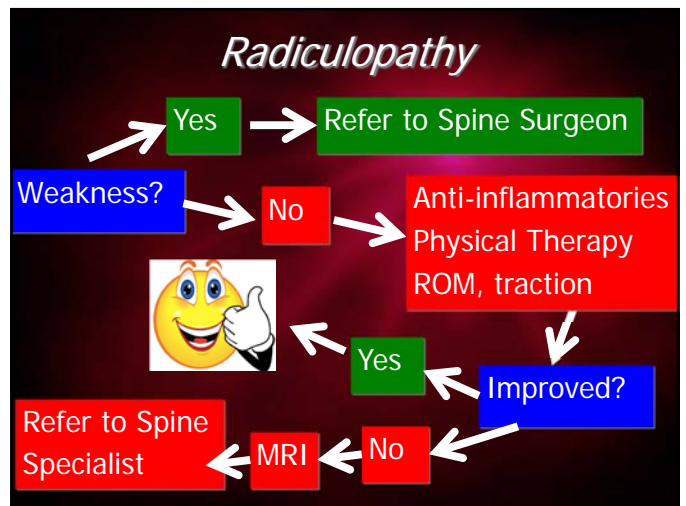 Radiculopathy
Yes
Refer to Spine Surgeon
Weakness?
No
Anti-inflammatories
Physical Therapy
ROM, traction
Yes
Improved?
Refer to Spine
Specialist
MRI
No